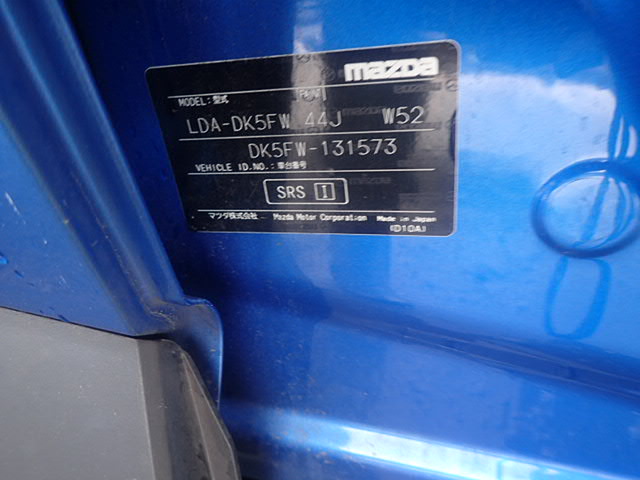 mazda
MODEL: 型式
LDA-DK5FW 44J W52
DK5FW-131573
VEHICLE ID.NO.: 車台番号
SRS I
マツダ株式会社 Mazda Motor Corporation Made in Japan
(D10A)